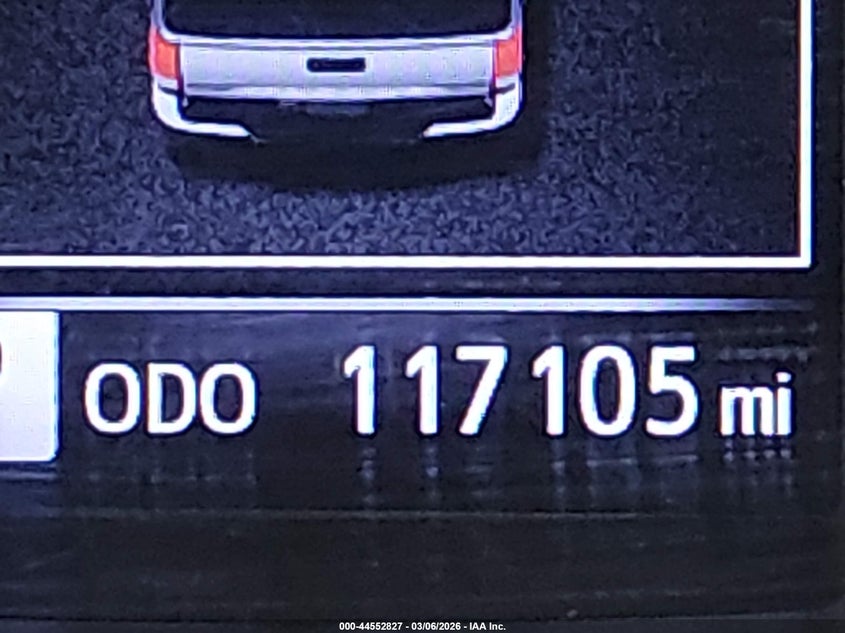 ODO 117105 mi
000-44552827 - 03/06/2026 - IAA Inc.